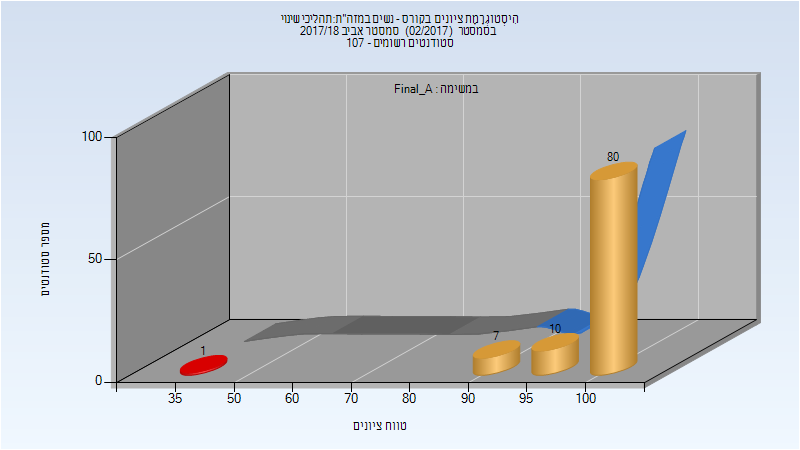 היסטוגרמת ציונים בקורס - נשים במזה"ת:תהליכי שינוי
בסמסטר (02/2017) סמסטר אביב 2017/18
סטודנטים רשומים - 107
במשימה : Final_A
מספר סטודנטים
100
50
0
1
7
10
80
35
50
60
70
80
90
95
100
טווח ציונים